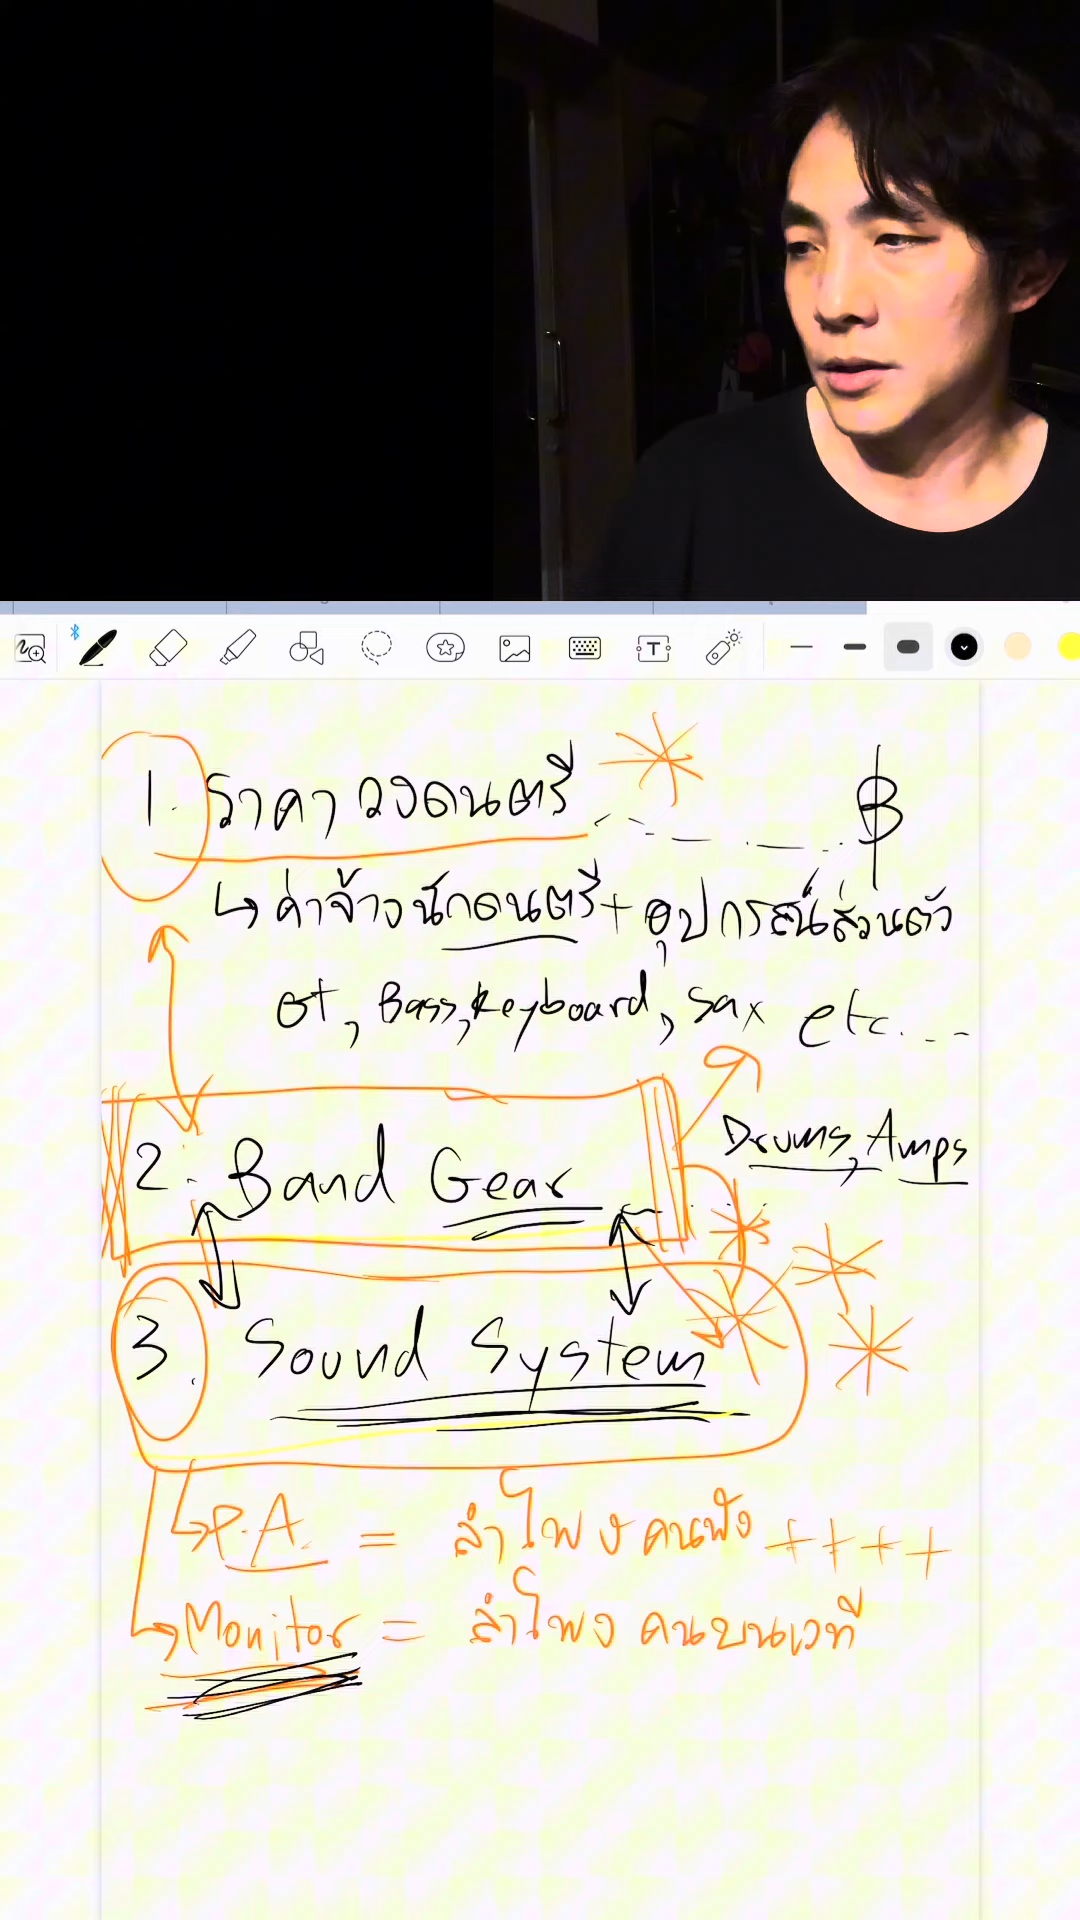 1. ราคาวงดนตรี ฿
↳ ค่าจ้างนักดนตรี + อุปกรณ์ส่วนตัว
Gt, Bass, Keyboard, Sax etc...
Drums, Amps
2. Band Gear
3. Sound System
↳ P.A. = ลำโพงคนฟัง ++++
↳ Monitor = ลำโพง คนบนเวที